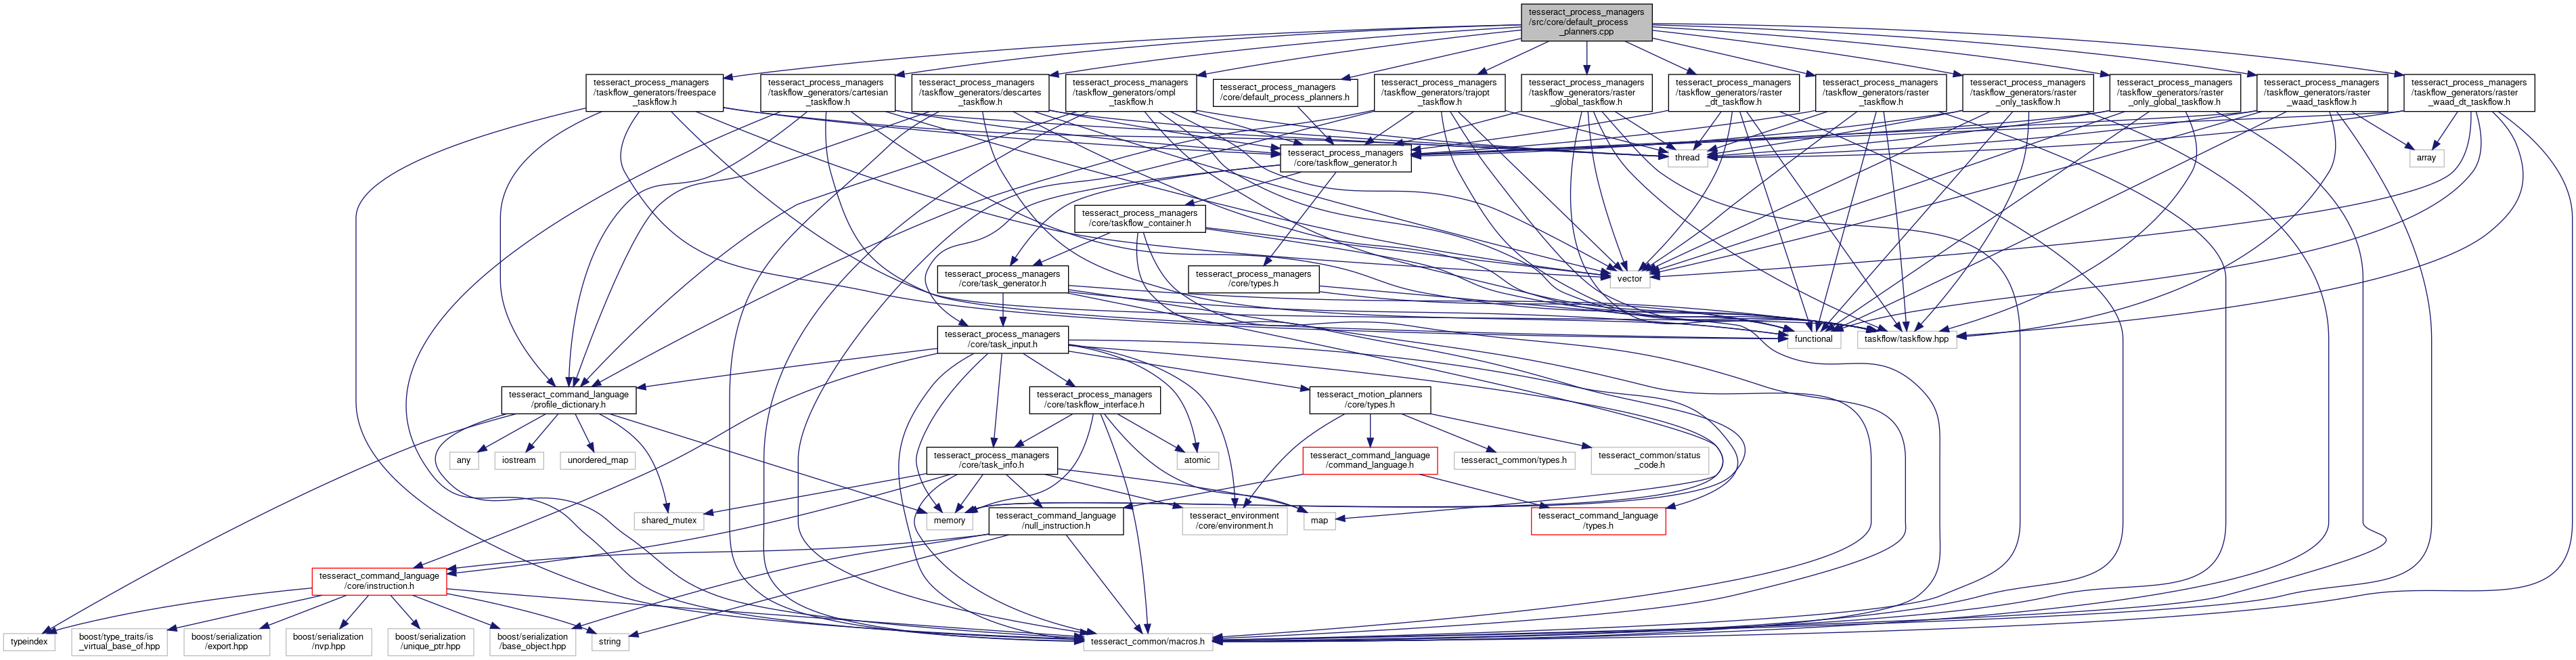 tesseract_process_managers
/src/core/default_process
_planners.cpp
tesseract_process_managers
/taskflow_generators/freespace
_taskflow.h
tesseract_process_managers
/taskflow_generators/cartesian
_taskflow.h
tesseract_process_managers
/taskflow_generators/descartes
_taskflow.h
tesseract_process_managers
/taskflow_generators/ompl
_taskflow.h
tesseract_process_managers
/core/default_process_planners.h
tesseract_process_managers
/taskflow_generators/trajopt
_taskflow.h
tesseract_process_managers
/taskflow_generators/raster
_global_taskflow.h
tesseract_process_managers
/taskflow_generators/raster
_dt_taskflow.h
tesseract_process_managers
/taskflow_generators/raster
_taskflow.h
tesseract_process_managers
/taskflow_generators/raster
_only_taskflow.h
tesseract_process_managers
/taskflow_generators/raster
_only_global_taskflow.h
tesseract_process_managers
/taskflow_generators/raster
_waad_taskflow.h
tesseract_process_managers
/taskflow_generators/raster
_waad_dt_taskflow.h
tesseract_process_managers
/core/taskflow_generator.h
thread
array
tesseract_process_managers
/core/taskflow_container.h
tesseract_process_managers
/core/task_generator.h
tesseract_process_managers
/core/types.h
vector
tesseract_process_managers
/core/task_input.h
functional
taskflow/taskflow.hpp
tesseract_command_language
/profile_dictionary.h
tesseract_process_managers
/core/taskflow_interface.h
tesseract_motion_planners
/core/types.h
any
iostream
unordered_map
tesseract_process_managers
/core/task_info.h
atomic
tesseract_command_language
/command_language.h
tesseract_common/types.h
tesseract_common/status
_code.h
shared_mutex
memory
tesseract_command_language
/null_instruction.h
tesseract_environment
/core/environment.h
map
tesseract_command_language
/types.h
tesseract_command_language
/core/instruction.h
typeindex
boost/type_traits/is
_virtual_base_of.hpp
boost/serialization
/export.hpp
boost/serialization
/nvp.hpp
boost/serialization
/unique_ptr.hpp
boost/serialization
/base_object.hpp
string
tesseract_common/macros.h